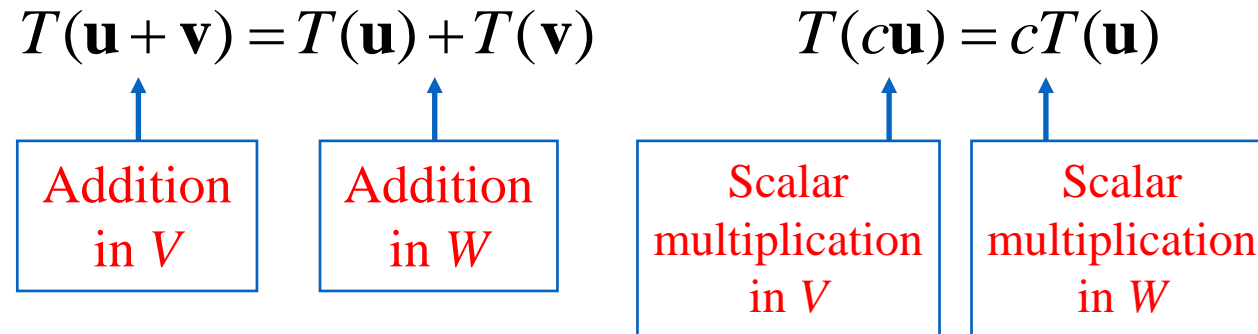 T(u + v) = T(u) + T(v)
T(cu) = cT(u)
Addition
in V
Addition
in W
Scalar
multiplication
in V
Scalar
multiplication
in W